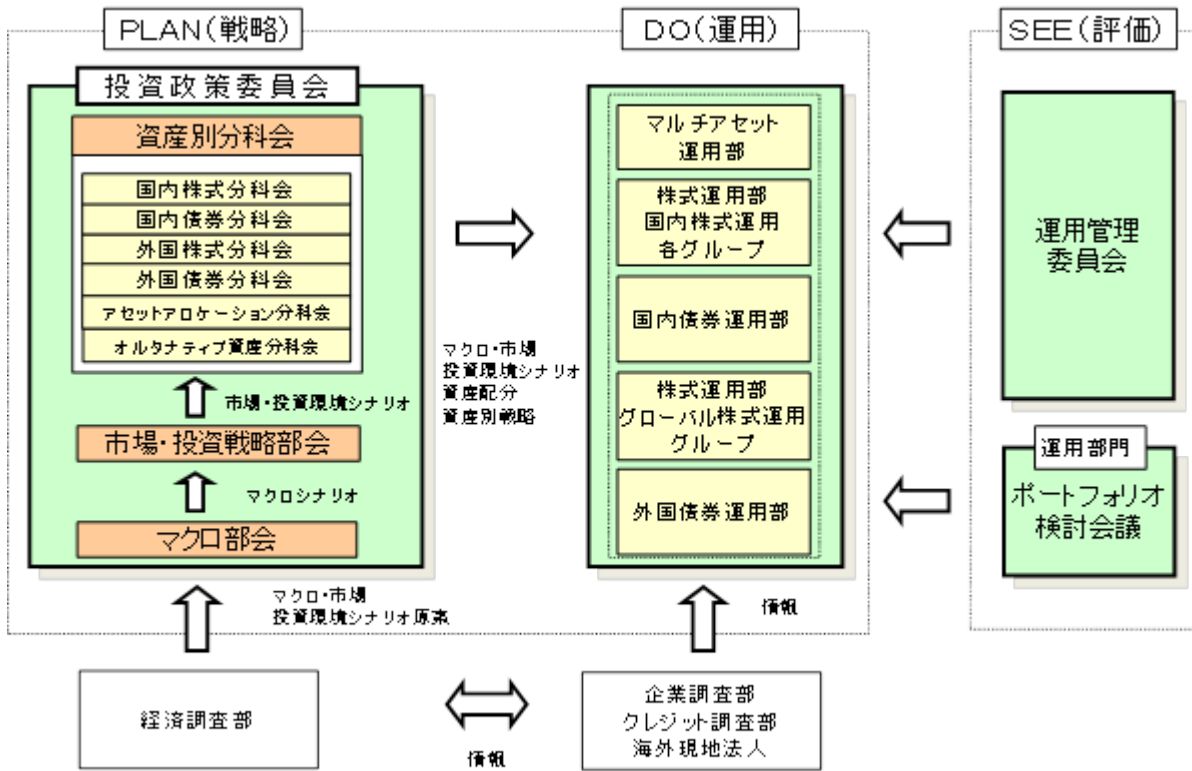 PLAN(戦略)
DO(運用)
SEE(評価)
投資政策委員会
資産別分科会
国内株式分科会
国内債券分科会
外国株式分科会
外国債券分科会
アセットアロケーション分科会
オルタナティブ資産分科会
市場・投資環境シナリオ
市場・投資戦略部会
マクロシナリオ
マクロ部会
マクロ・市場
投資環境シナリオ
資産配分
資産別戦略
マルチアセット
運用部
株式運用部
国内株式運用
各グループ
国内債券運用部
株式運用部
グローバル株式運用
グループ
外国債券運用部
運用管理
委員会
運用部門
ポートフォリオ
検討会議
マクロ・市場
投資環境シナリオ原案
情報
経済調査部
情報
企業調査部
クレジット調査部
海外現地法人